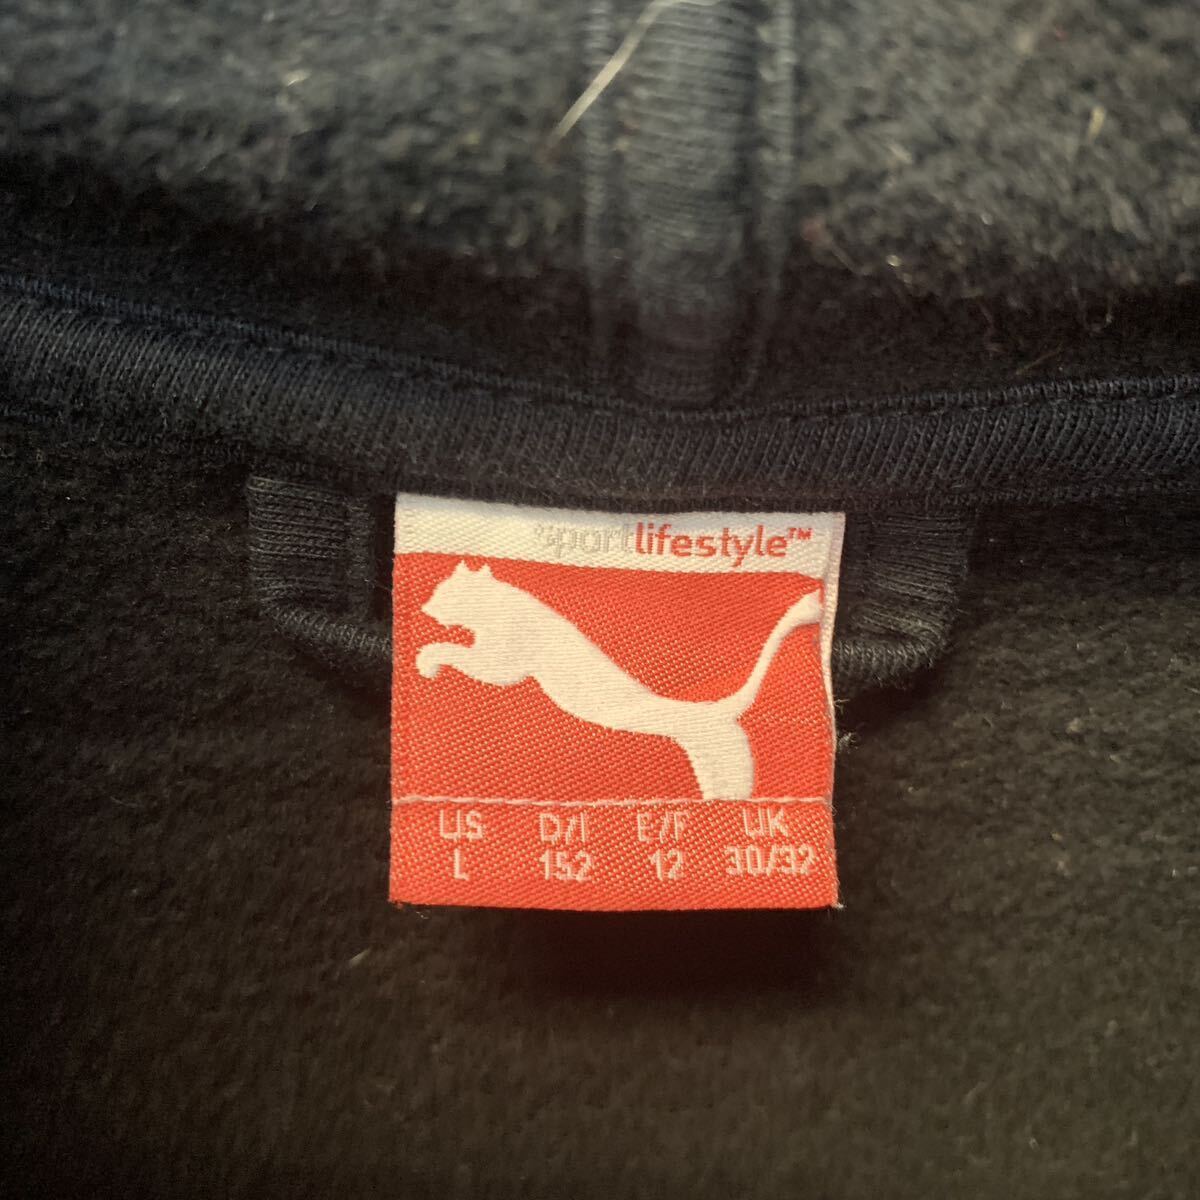 sportlifestyle™
US D/I E/F UK
L 152 12 30/32